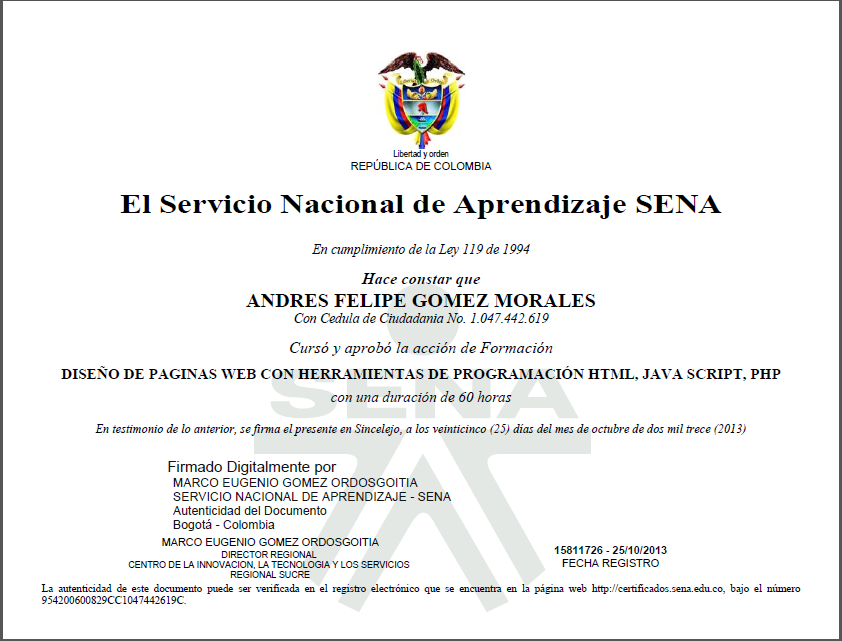 Libertad y orden
REPÚBLICA DE COLOMBIA
El Servicio Nacional de Aprendizaje SENA
En cumplimiento de la Ley 119 de 1994
Hace constar que
ANDRES FELIPE GOMEZ MORALES
Con Cedula de Ciudadania No. 1.047.442.619
Cursó y aprobó la acción de Formación
DISEÑO DE PAGINAS WEB CON HERRAMIENTAS DE PROGRAMACIÓN HTML, JAVA SCRIPT, PHP
SENA
con una duración de 60 horas
En testimonio de lo anterior, se firma el presente en Sincelejo, a los veinticinco (25) días del mes de octubre de dos mil trece (2013)
Firmado Digitalmente por
MARCO EUGENIO GOMEZ ORDOSGOITIA
SERVICIO NACIONAL DE APRENDIZAJE - SENA
Autenticidad del Documento
Bogotá - Colombia
MARCO EUGENIO GOMEZ ORDOSGOITIA
DIRECTOR REGIONAL
CENTRO DE LA INNOVACION, LA TECNOLOGIA Y LOS SERVICIOS
REGIONAL SUCRE
15811726 - 25/10/2013
FECHA REGISTRO
La autenticidad de este documento puede ser verificada en el registro electrónico que se encuentra en la página web http://certificados.sena.edu.co, bajo el número
954200600829CC1047442619C.